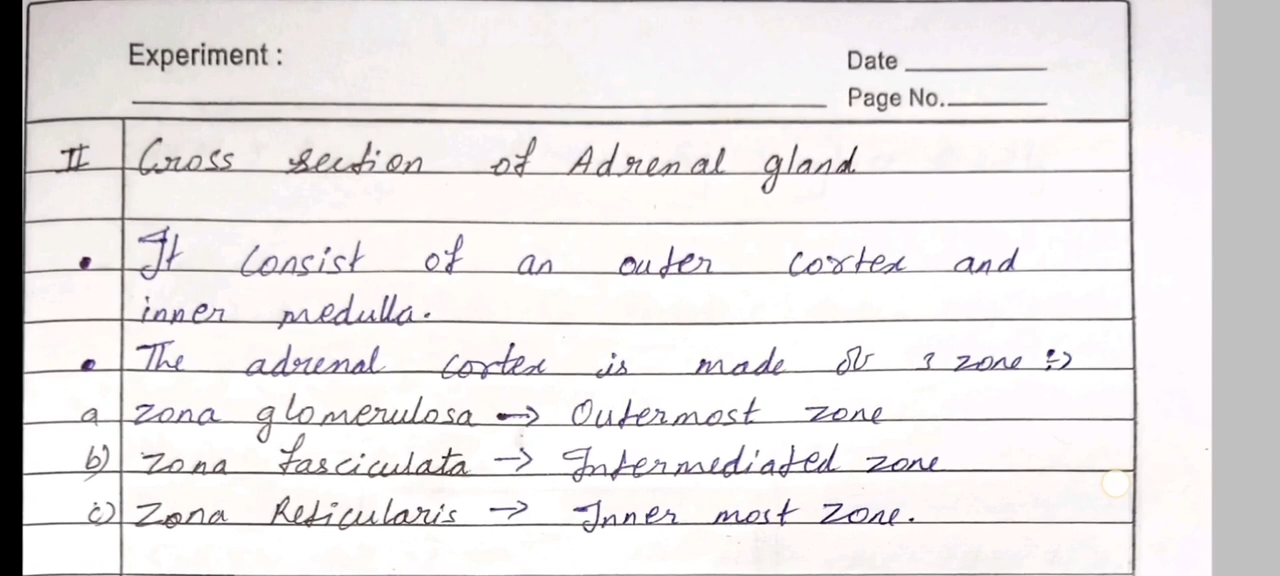 Experiment :
Date
Page No.
II Cross section of Adrenal gland
• It consist of an outer cortex and
inner medulla.
• The adrenal cortex is made 3 zone :->
a zona glomerulosa → Outermost zone
b) Zona fasciculata → Intermediated zone
c) Zona Reticularis → Inner most zone.